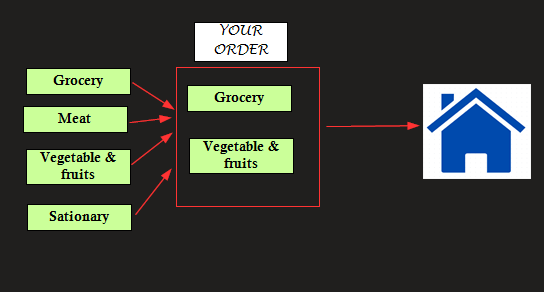 YOUR
ORDER
Grocery
Meat
Vegetable &
fruits
Sationary
Grocery
Vegetable &
fruits